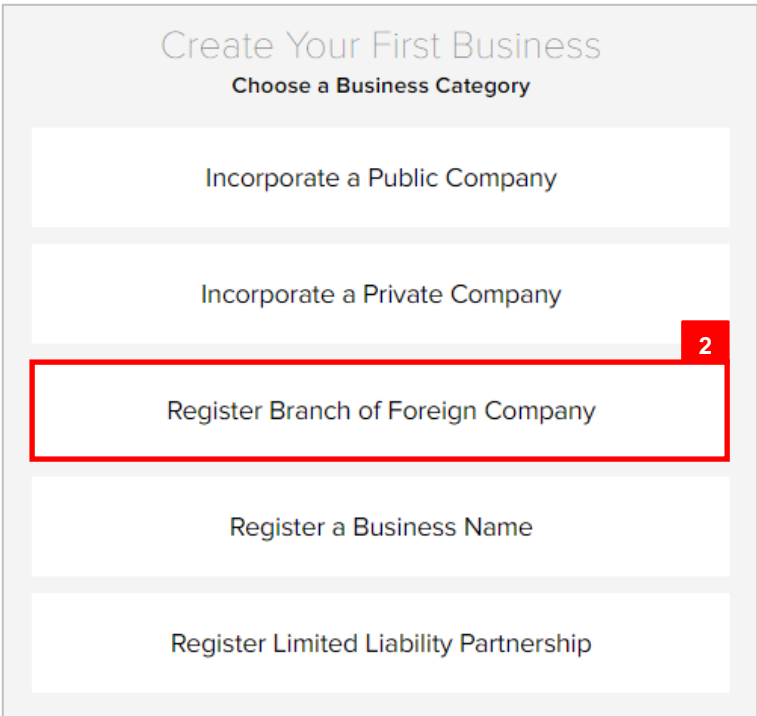 Create Your First Business
Choose a Business Category
Incorporate a Public Company
Incorporate a Private Company
2
Register Branch of Foreign Company
Register a Business Name
Register Limited Liability Partnership